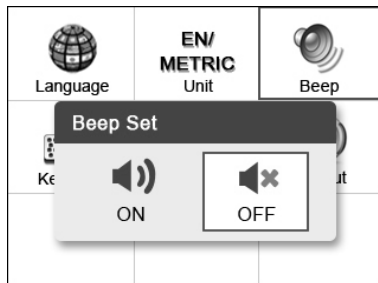 EN/
METRIC
Language
Unit
Beep
Beep Set
ON
OFF